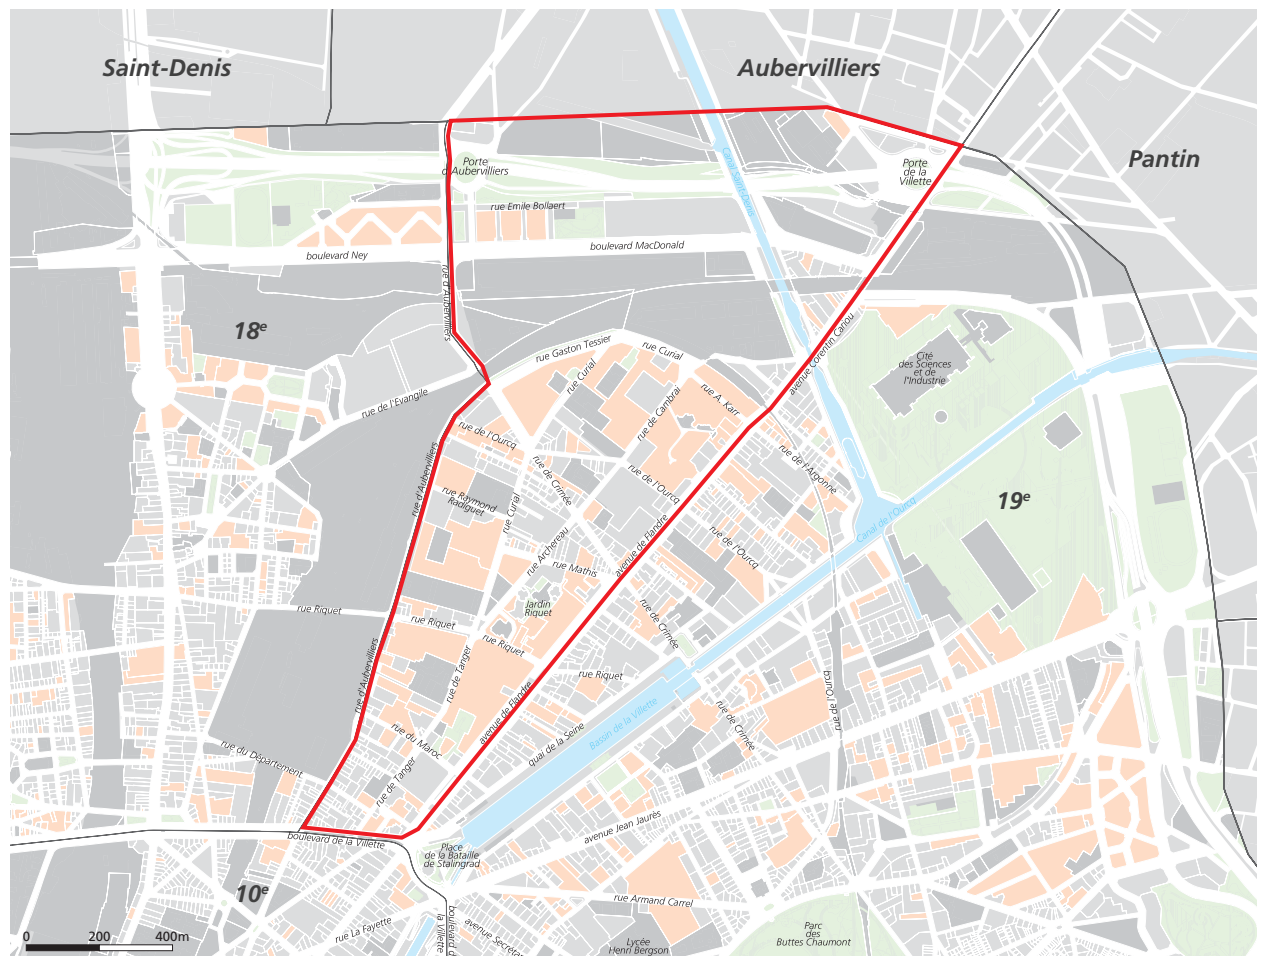 Saint-Denis
Aubervilliers
Pantin
Porte
d'Aubervilliers
Porte
de la
Villette
Canal Saint-Denis
rue Emile Bollaert
boulevard MacDonald
boulevard Ney
rue d'Aubervilliers
18e
rue Gaston Tessier
rue Curial
avenue Corentin Cariou
Cité
des Sciences
et de
l'Industrie
rue Curial
rue A. Karr
rue de l'Evangile
rue de Cambrai
rue de l'Ourcq
rue d'Aubervilliers
rue de Crimée
rue de l'Ourcq
rue de l'Argonne
rue Raymond
Radiguet
rue Curial
19e
Canal de l'Ourcq
rue Archereau
avenue de Flandre
rue de l'Ourcq
rue Mathis
Jardin
Riquet
rue Riquet
rue Riquet
rue de Crimée
rue Riquet
rue d'Aubervilliers
rue de Tanger
rue Riquet
rue de l'Ourcq
avenue de Flandre
rue de Crimée
Bassin de la Villette
quai de la Seine
rue du Maroc
rue du Département
rue de Tanger
avenue Jean Jaurès
boulevard de la Villette
Place
de la Bataille
de Stalingrad
10e
rue Armand Carrel
rue La Fayette
boulevard d
la Villette
avenue Secréta
Lycée
Henri Bergson
Parc
des
Buttes Chaumont
0 200 400m